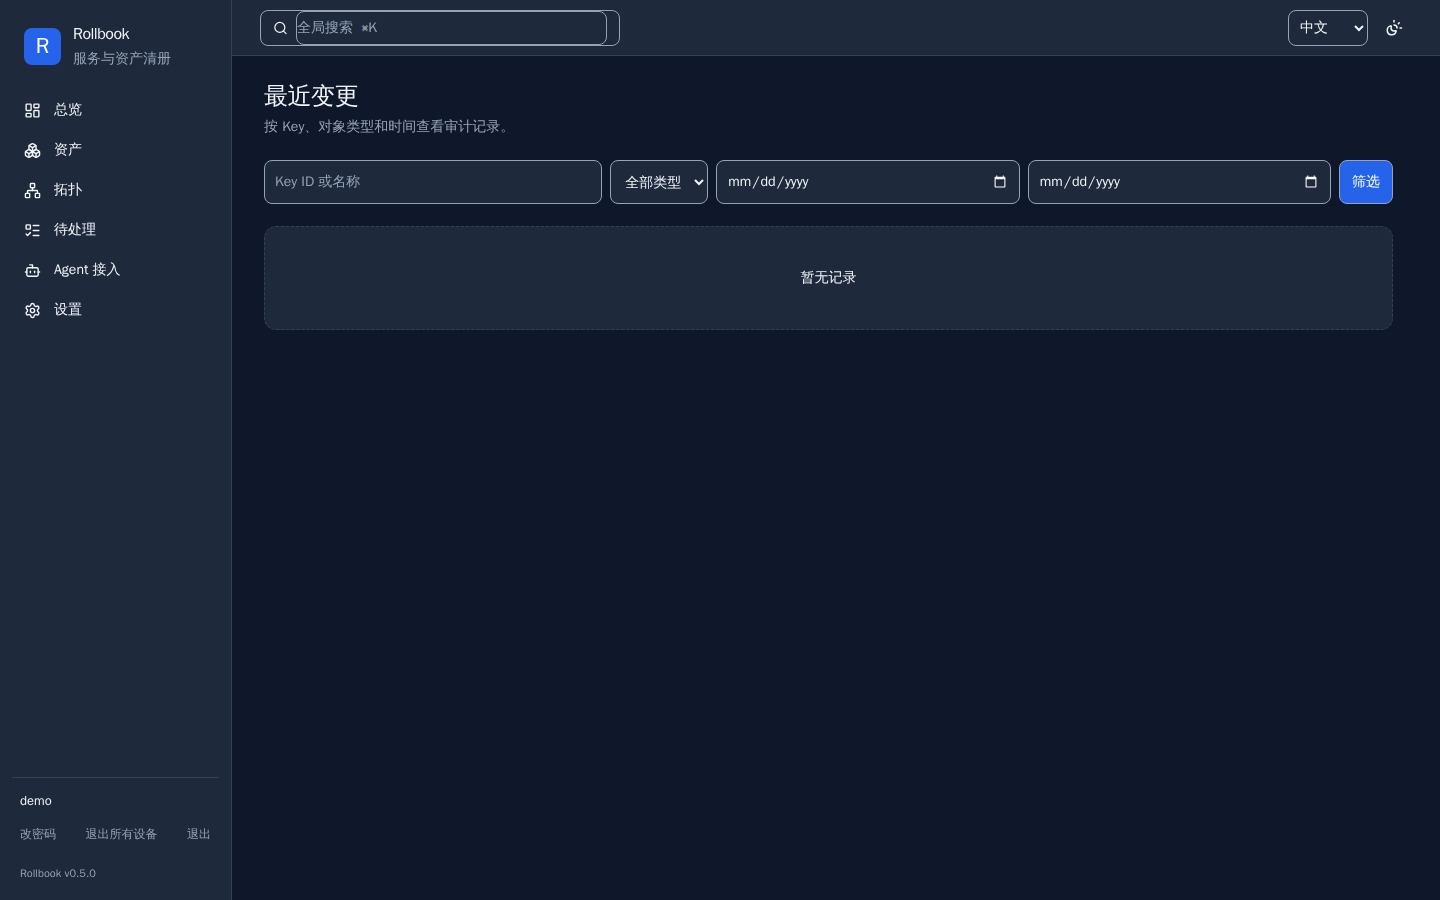 R
Rollbook
服务与资产清册
总览
资产
拓扑
待处理
Agent 接入
设置
demo
改密码 退出所有设备 退出
Rollbook v0.5.0
全局搜索 ⌘K
中文
最近变更
按 Key、对象类型和时间查看审计记录。
Key ID 或名称 全部类型 mm/dd/yyyy mm/dd/yyyy 筛选
暂无记录